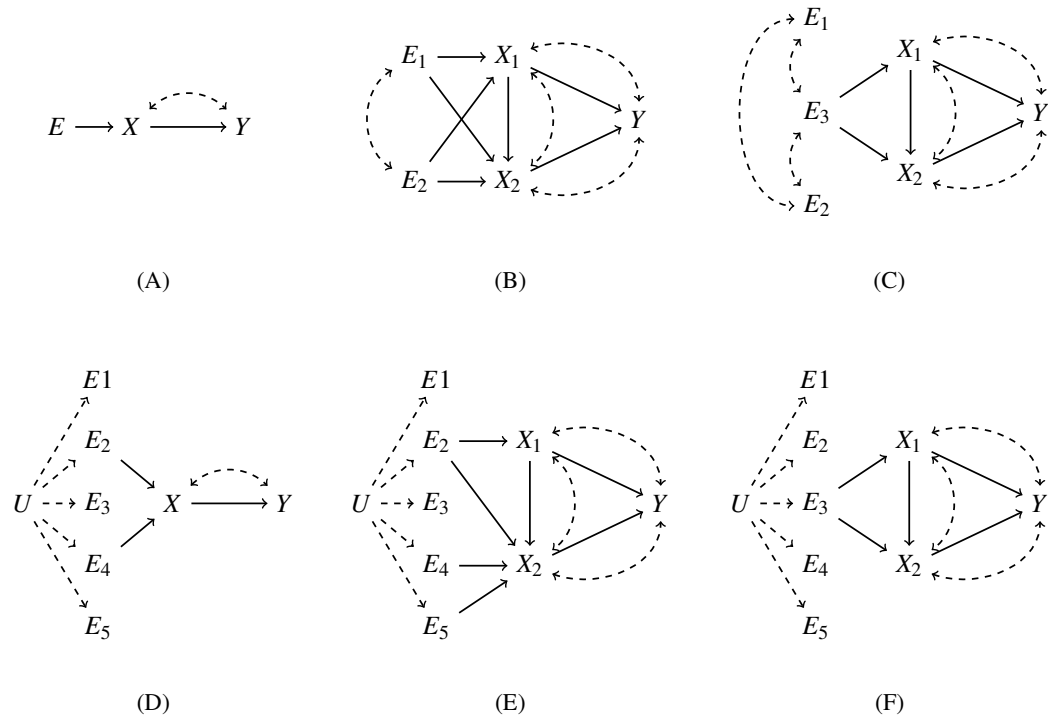 E X Y
E₁ X₁
Y
E₂ X₂
E₁
X₁
E₃ Y
X₂
E₂
(A) (B) (C)
E1
E₂
U E₃ X Y
E₄
E₅
E1
E₂ X₁
U E₃ Y
E₄ X₂
E₅
E1
E₂ X₁
U E₃ Y
E₄ X₂
E₅
(D) (E) (F)